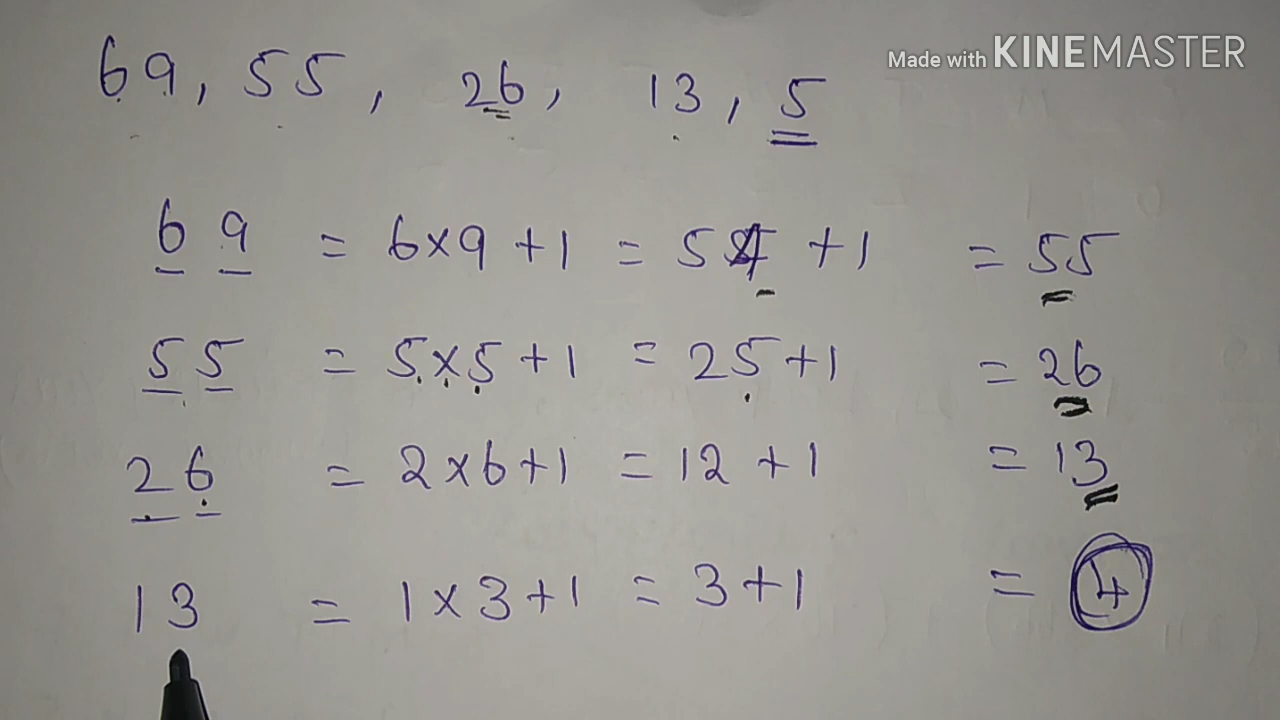 Made with KINEMASTER
69, 55, 26, 13, 5
69 = 6×9+1 = 54+1 = 55
55 = 5×5+1 = 25+1 = 26
26 = 2×6+1 = 12+1 = 13
13 = 1×3+1 = 3+1 = 4